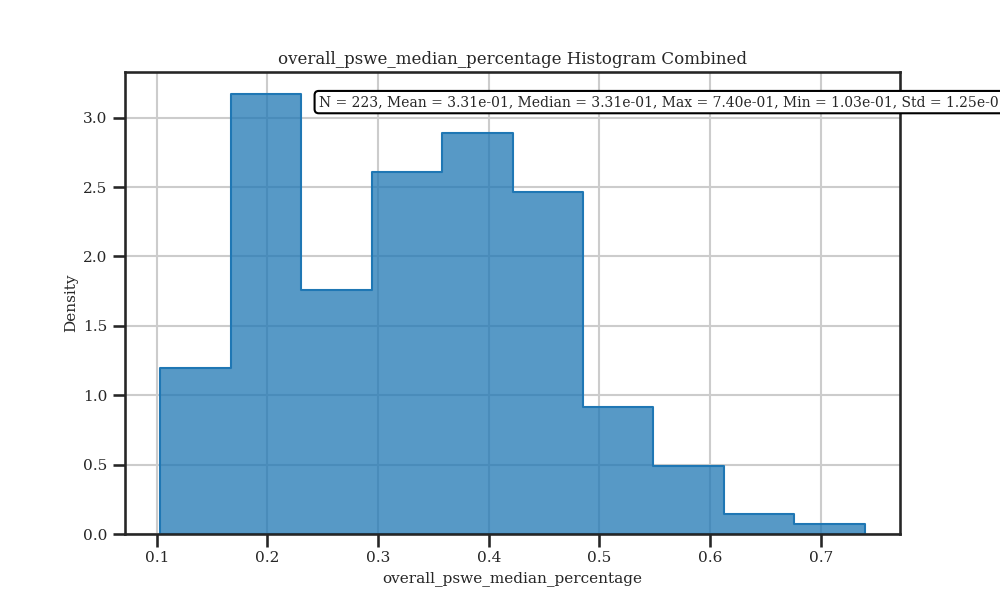 overall_pswe_median_percentage Histogram Combined
N = 223, Mean = 3.31e-01, Median = 3.31e-01, Max = 7.40e-01, Min = 1.03e-01, Std = 1.25e-0
3.0
2.5
2.0
1.5
1.0
0.5
0.0
Density
0.1 0.2 0.3 0.4 0.5 0.6 0.7
overall_pswe_median_percentage